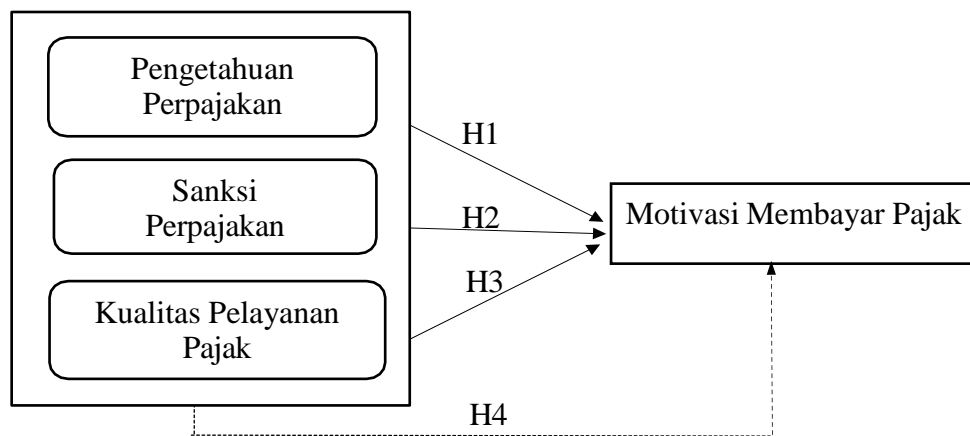 Pengetahuan
Perpajakan
H1
Sanksi
Perpajakan
H2
Motivasi Membayar Pajak
H3
Kualitas Pelayanan
Pajak
H4